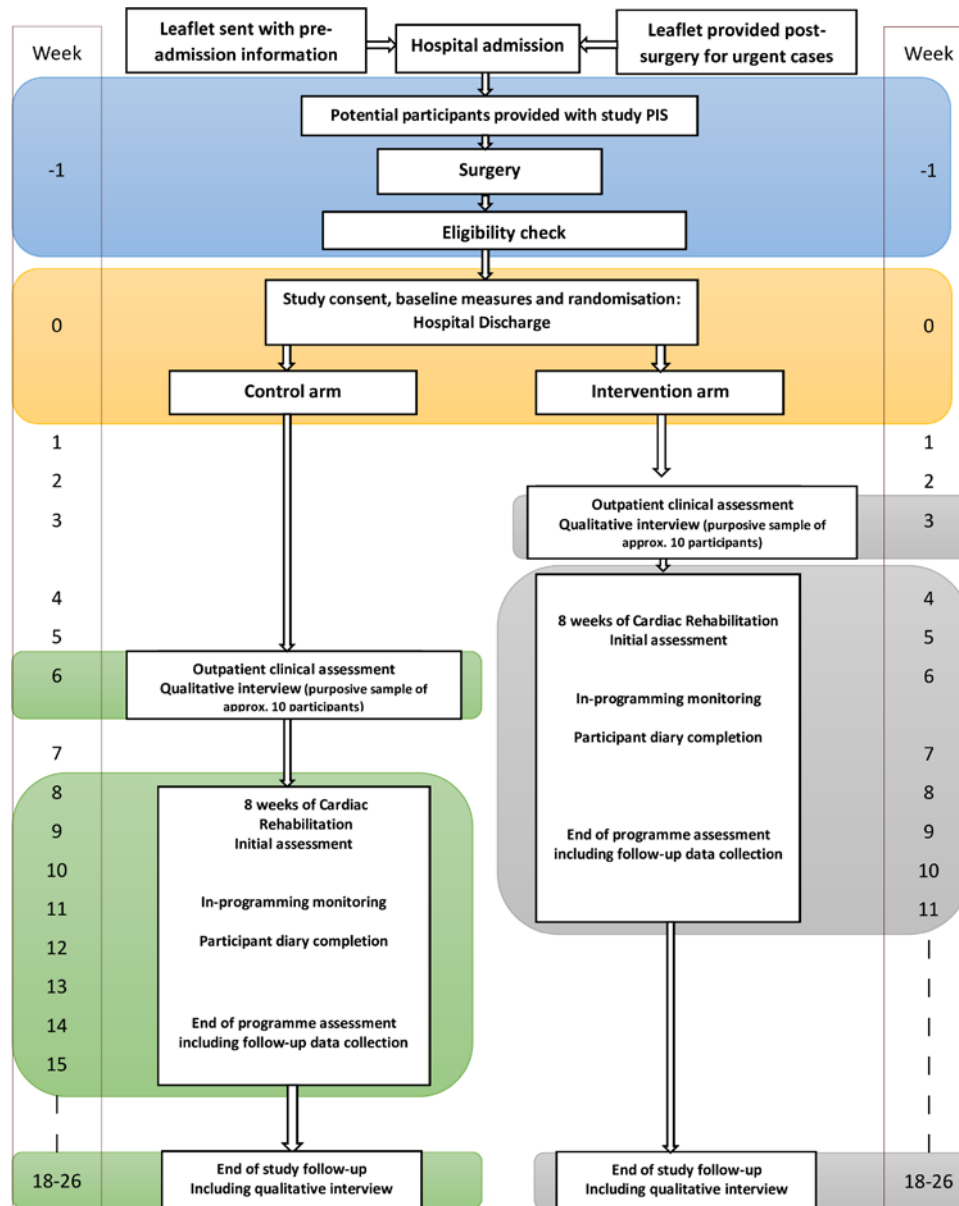 Week
Leaflet sent with pre-
admission information
Hospital admission
Leaflet provided post-
surgery for urgent cases
Week
Potential participants provided with study PIS
-1
Surgery
-1
Eligibility check
Study consent, baseline measures and randomisation:
Hospital Discharge
0
0
Control arm
Intervention arm
1
2
3
4
5
6
7
8
9
10
11
12
13
14
15
18-26
Outpatient clinical assessment
Qualitative interview (purposive sample of
approx. 10 participants)
8 weeks of Cardiac
Rehabilitation
Initial assessment
In-programming monitoring
Participant diary completion
End of programme assessment
including follow-up data collection
End of study follow-up
Including qualitative interview
Outpatient clinical assessment
Qualitative interview (purposive sample of
approx. 10 participants)
8 weeks of Cardiac Rehabilitation
Initial assessment
In-programming monitoring
Participant diary completion
End of programme assessment
including follow-up data collection
End of study follow-up
Including qualitative interview
1
2
3
4
5
6
7
8
9
10
11
18-26